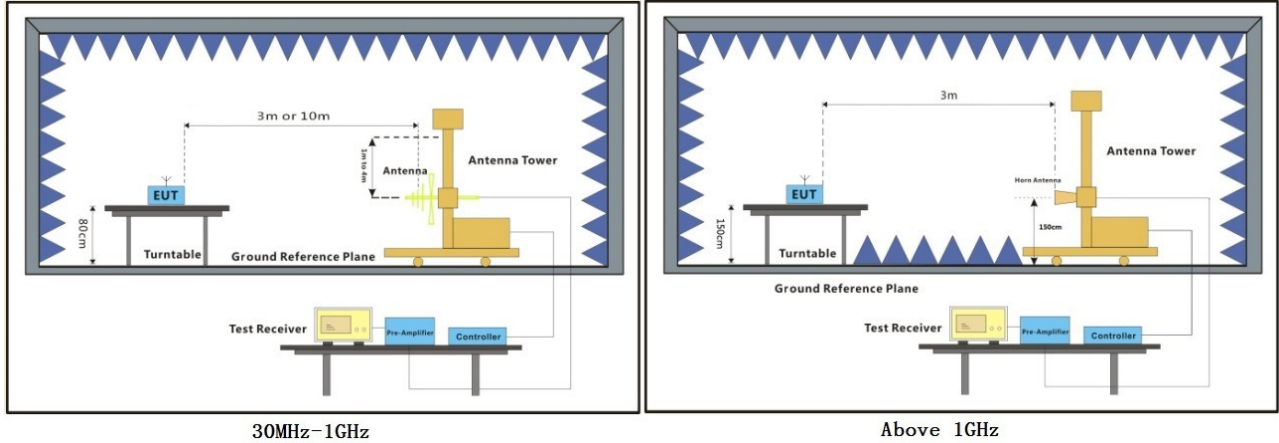 3m or 10m
1m to 4m
Antenna
Antenna Tower
EUT
80cm
Turntable
Ground Reference Plane
Test Receiver
Pre-Amplifier
Controller
30MHz-1GHz
3m
Antenna Tower
Horn Antenna
EUT
150cm
150cm
Turntable
Ground Reference Plane
Test Receiver
Pre-Amplifier
Controller
Above 1GHz